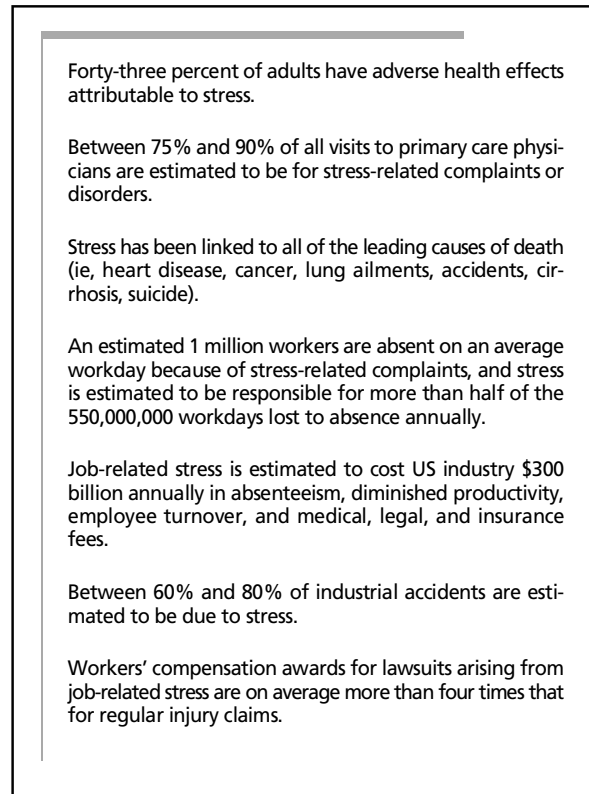 Forty-three percent of adults have adverse health effects
attributable to stress.
Between 75% and 90% of all visits to primary care physi-
cians are estimated to be for stress-related complaints or
disorders.
Stress has been linked to all of the leading causes of death
(ie, heart disease, cancer, lung ailments, accidents, cir-
rhosis, suicide).
An estimated 1 million workers are absent on an average
workday because of stress-related complaints, and stress
is estimated to be responsible for more than half of the
550,000,000 workdays lost to absence annually.
Job-related stress is estimated to cost US industry $300
billion annually in absenteeism, diminished productivity,
employee turnover, and medical, legal, and insurance
fees.
Between 60% and 80% of industrial accidents are esti-
mated to be due to stress.
Workers' compensation awards for lawsuits arising from
job-related stress are on average more than four times that
for regular injury claims.